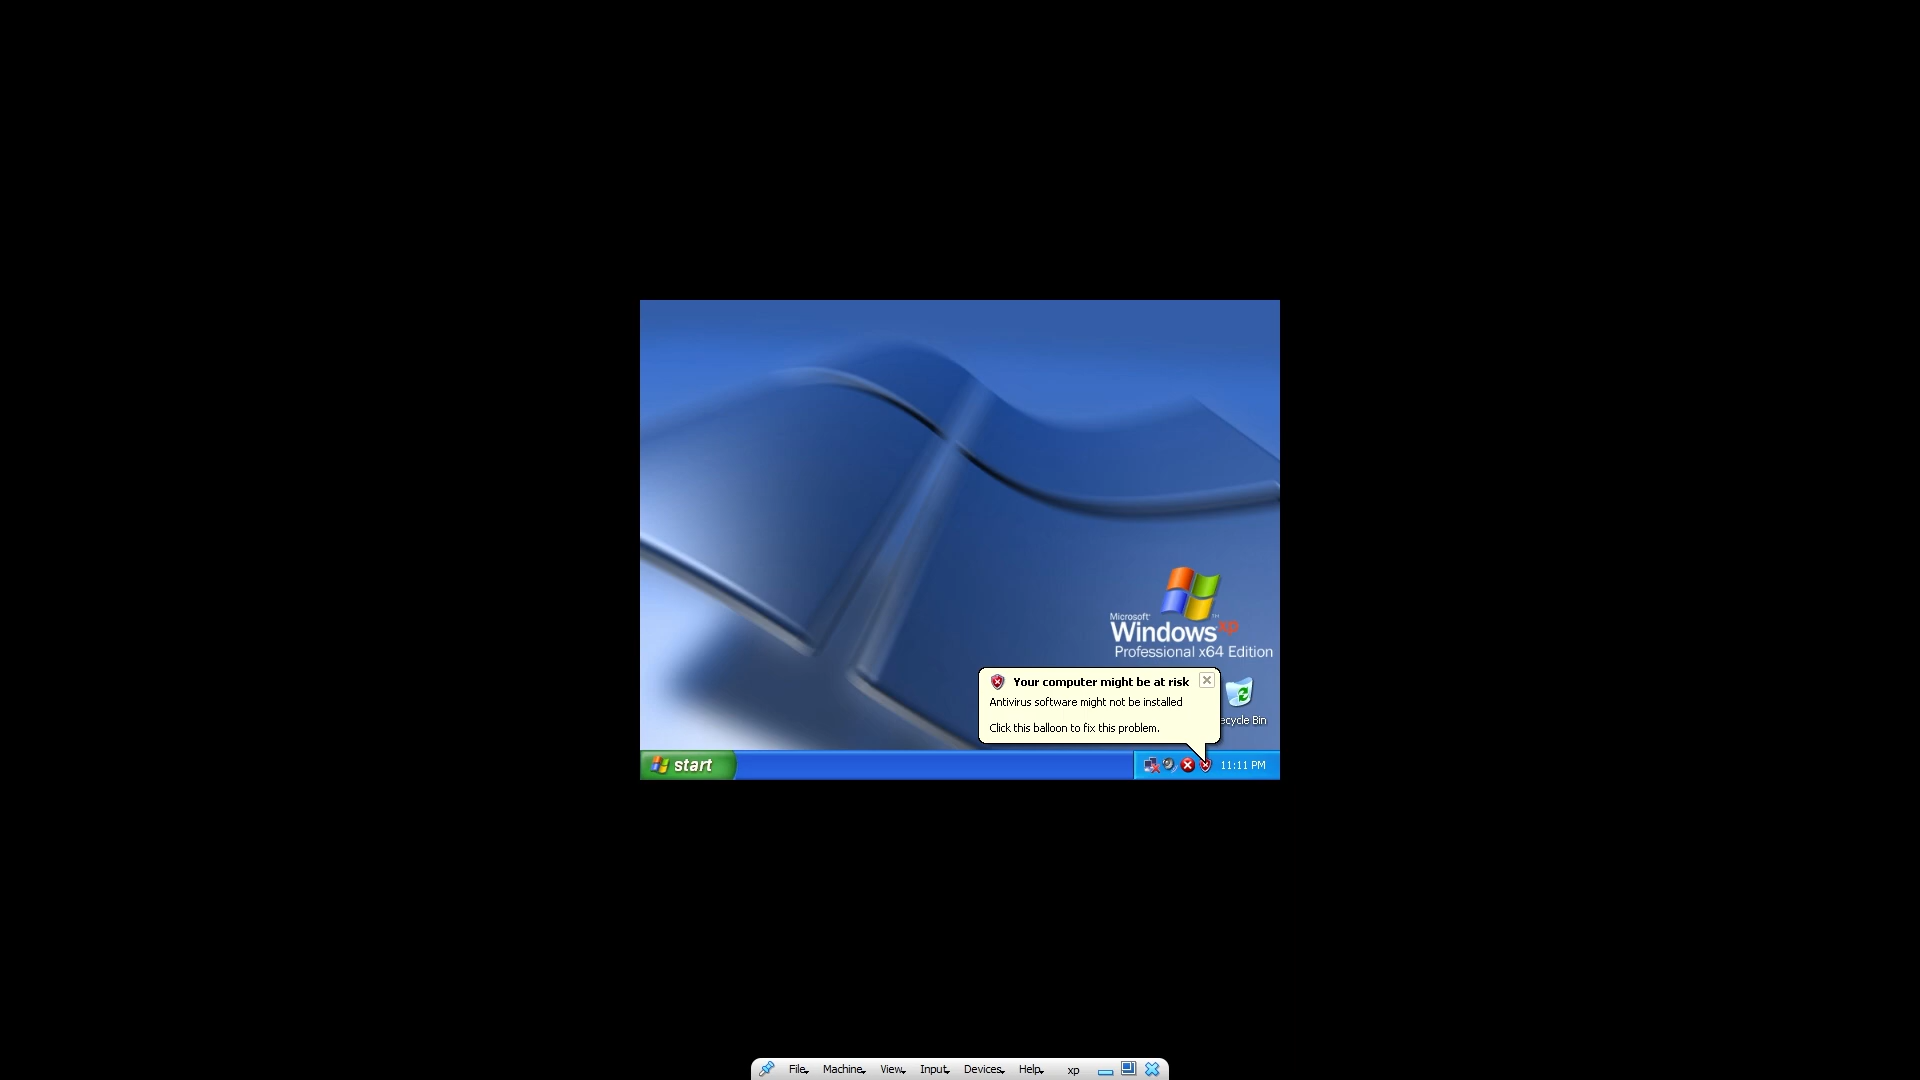 Microsoft
Windows xp
Professional x64 Edition
Your computer might be at risk
Antivirus software might not be installed
Click this balloon to fix this problem.
ecycle Bin
start
11:11 PM
File
Machine
View
Input
Devices
Help
xp